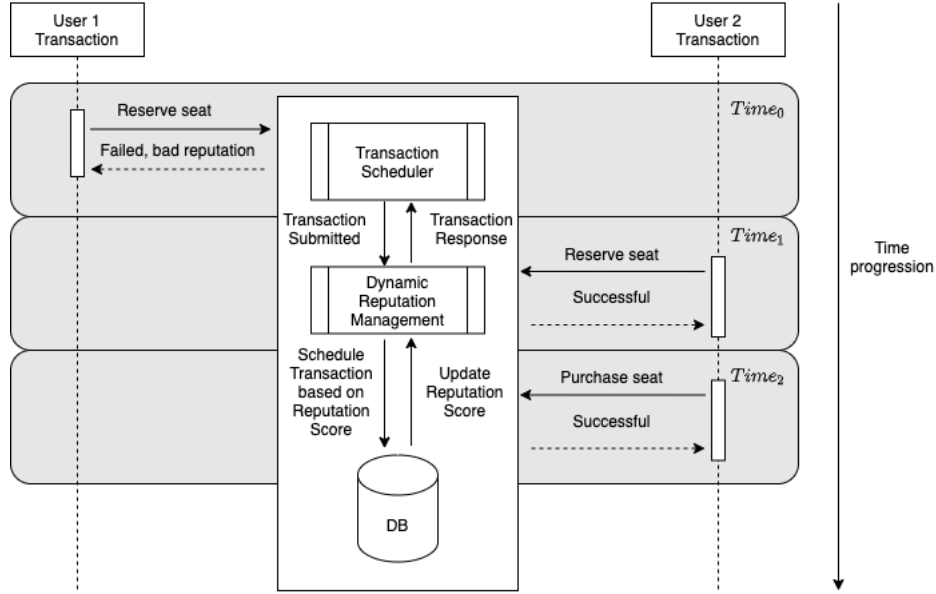 User 1
Transaction
User 2
Transaction
Time0
Reserve seat
Failed, bad reputation
Transaction
Scheduler
Transaction
Submitted
Transaction
Response
Time1
Reserve seat
Successful
Time
progression
Dynamic
Reputation
Management
Schedule
Transaction
based on
Reputation
Score
Update
Reputation
Score
Time2
Purchase seat
Successful
DB